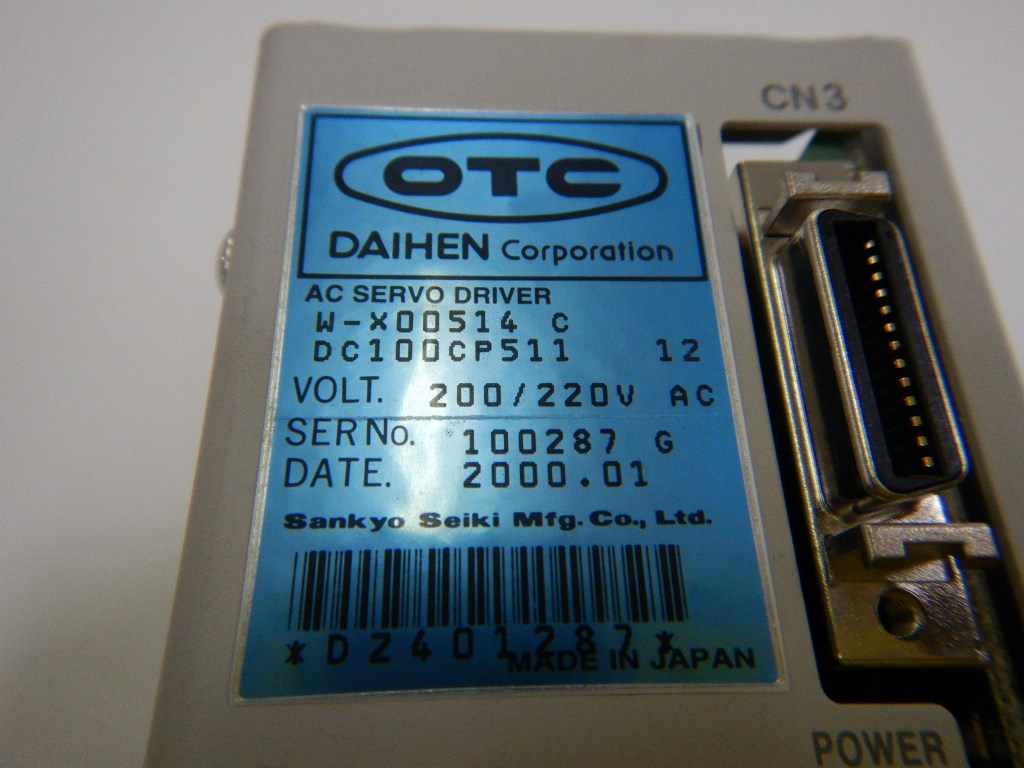 CN3
OTC
DAIHEN Corporation
AC SERVO DRIVER
W-X00514 C
DC100CP511 12
VOLT. 200/220V AC
SER No. 100287 G
DATE. 2000.01
Sankyo Seiki Mfg. Co., Ltd.
*DZ401287*
MADE IN JAPAN
POWER